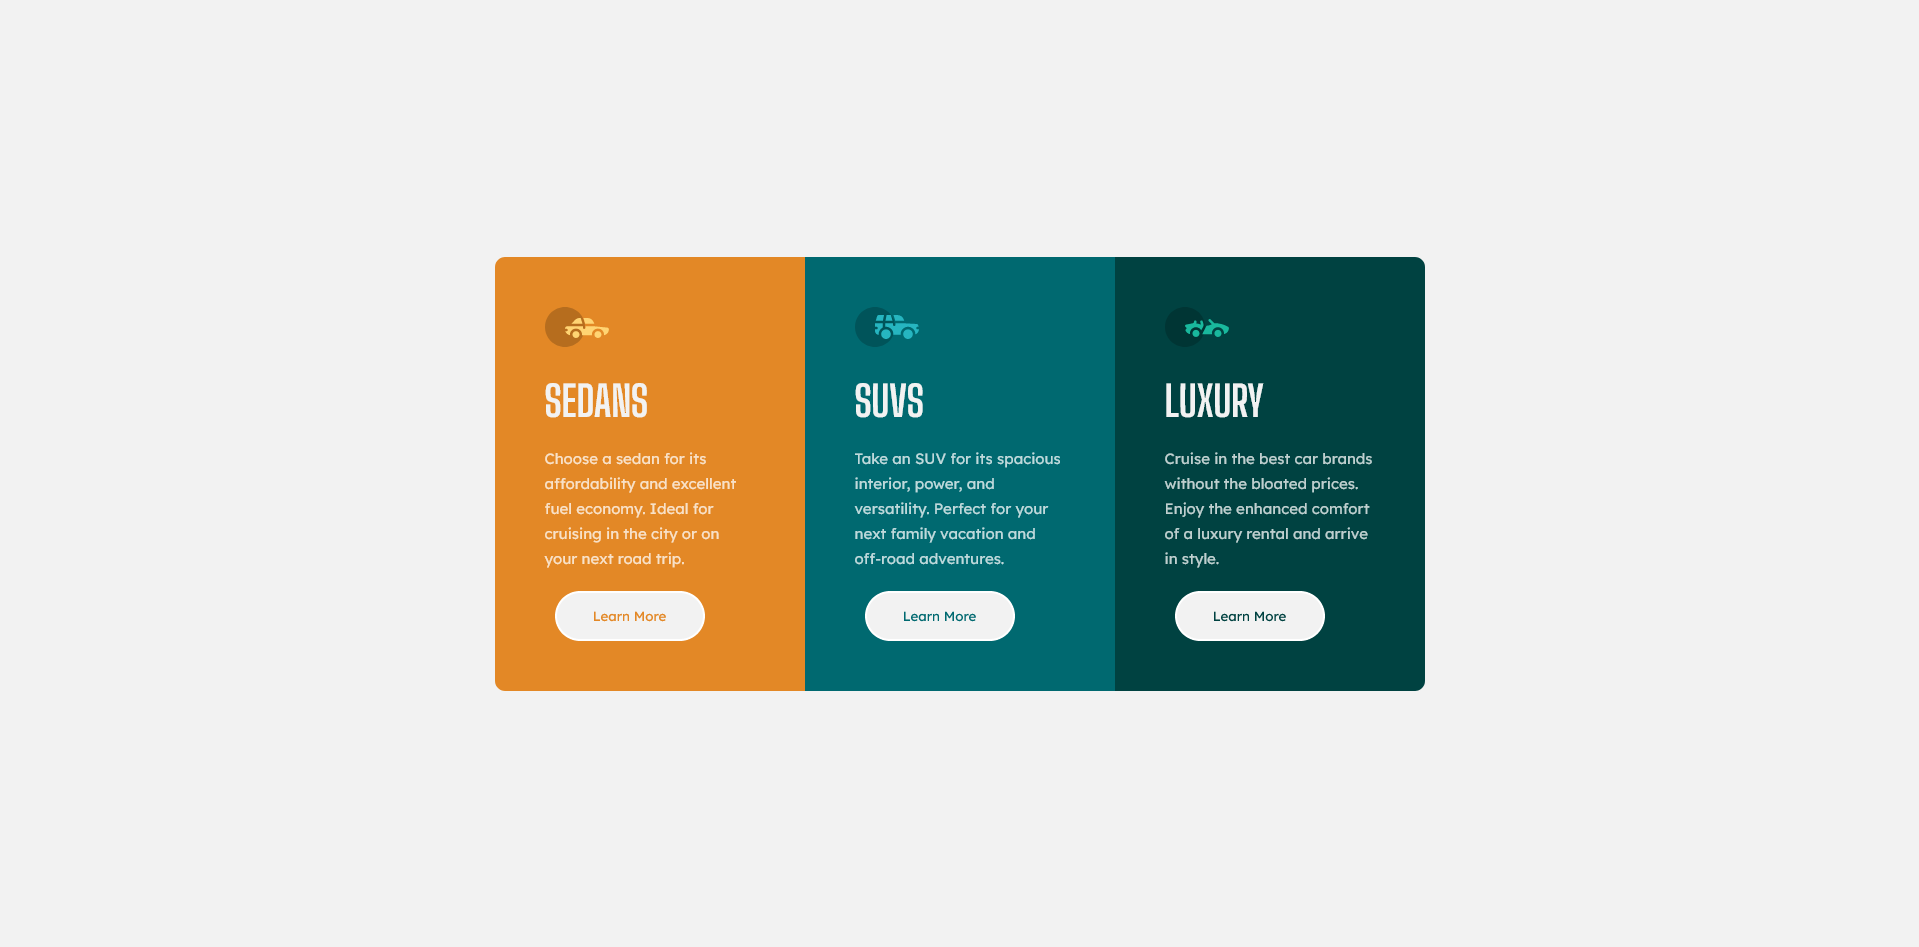 SEDANS
Choose a sedan for its
affordability and excellent
fuel economy. Ideal for
cruising in the city or on
your next road trip.
Learn More
SUVS
Take an SUV for its spacious
interior, power, and
versatility. Perfect for your
next family vacation and
off-road adventures.
Learn More
LUXURY
Cruise in the best car brands
without the bloated prices.
Enjoy the enhanced comfort
of a luxury rental and arrive
in style.
Learn More